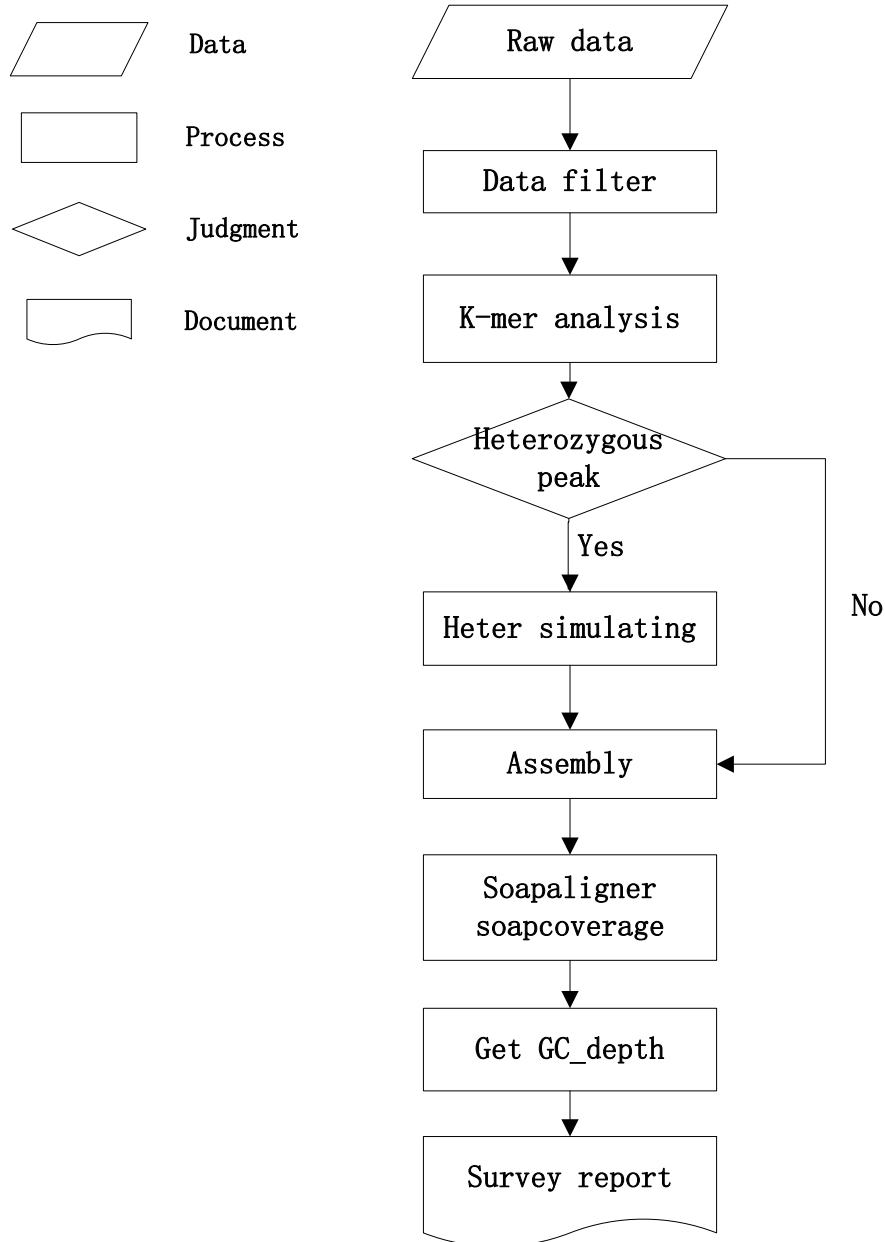 Data
Process
Judgment
Document
Raw data
Data filter
K-mer analysis
Heterozygous
peak
Yes
No
Heter simulating
Assembly
Soapaligner
soapcoverage
Get GC_depth
Survey report